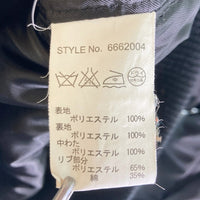 STYLE No. 6662004
表地
ポリエステル 100%
裏地
ポリエステル 100%
中わた
ポリエステル 100%
リブ部分
ポリエステル 65%
綿 35%